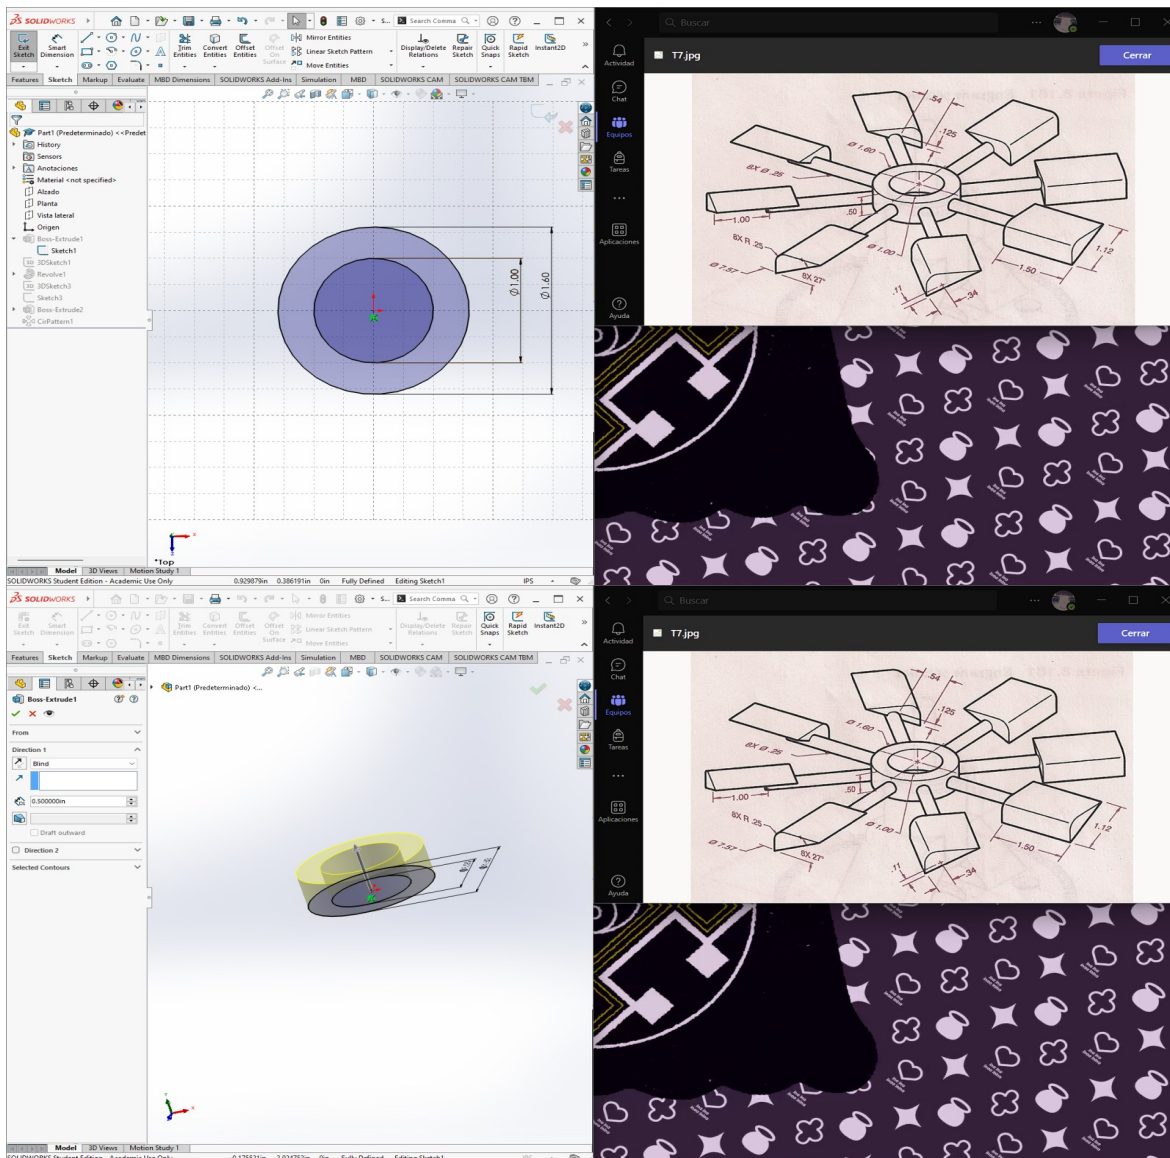 SOLIDWORKS
S...
Search Comma
Exit Sketch
Smart Dimension
Trim Entities
Convert Entities
Offset Entities
Offset On Surface
Mirror Entities
Linear Sketch Pattern
Move Entities
Display/Delete Relations
Repair Sketch
Quick Snaps
Rapid Sketch
Instant2D
Features Sketch Markup Evaluate MBD Dimensions SOLIDWORKS Add-Ins Simulation MBD SOLIDWORKS CAM SOLIDWORKS CAM TBM
Part1 (Predeterminado) <<Predet
History
Sensors
Anotaciones
Material <not specified>
Alzado
Planta
Vista lateral
Origen
Boss-Extrude1
Sketch1
3DSketch1
Revolve1
3DSketch3
Sketch3
Boss-Extrude2
CirPattern1
Ø1.00
Ø1.60
*Top
Model 3D Views Motion Study 1
SOLIDWORKS Student Edition - Academic Use Only 0.929879in 0.386191in 0in Fully Defined Editing Sketch1 IPS
Buscar
T7.jpg
Cerrar
Actividad
Chat
Equipos
Tareas
Aplicaciones
Ayuda
.54
.125
Ø 1.60
8X Ø .25
1.00
.50
8X R .25
Ø 7.57
8X 27°
Ø 1.00
1.50
1.12
.11
.34
SOLIDWORKS
S...
Search Comma
Exit Sketch
Smart Dimension
Trim Entities
Convert Entities
Offset Entities
Offset On Surface
Mirror Entities
Linear Sketch Pattern
Move Entities
Display/Delete Relations
Repair Sketch
Quick Snaps
Rapid Sketch
Instant2D
Features Sketch Markup Evaluate MBD Dimensions SOLIDWORKS Add-Ins Simulation MBD SOLIDWORKS CAM SOLIDWORKS CAM TBM
Part1 (Predeterminado) <...
Boss-Extrude1
From
Direction 1
Blind
0.500000in
Draft outward
Direction 2
Selected Contours
Model 3D Views Motion Study 1
SOLIDWORKS Student Edition - Academic Use Only Fully Defined Editing Sketch1
Buscar
T7.jpg
Cerrar
Actividad
Chat
Equipos
Tareas
Aplicaciones
Ayuda
.54
.125
Ø 1.60
8X Ø .25
1.00
.50
8X R .25
Ø 7.57
8X 27°
Ø 1.00
1.50
1.12
.11
.34